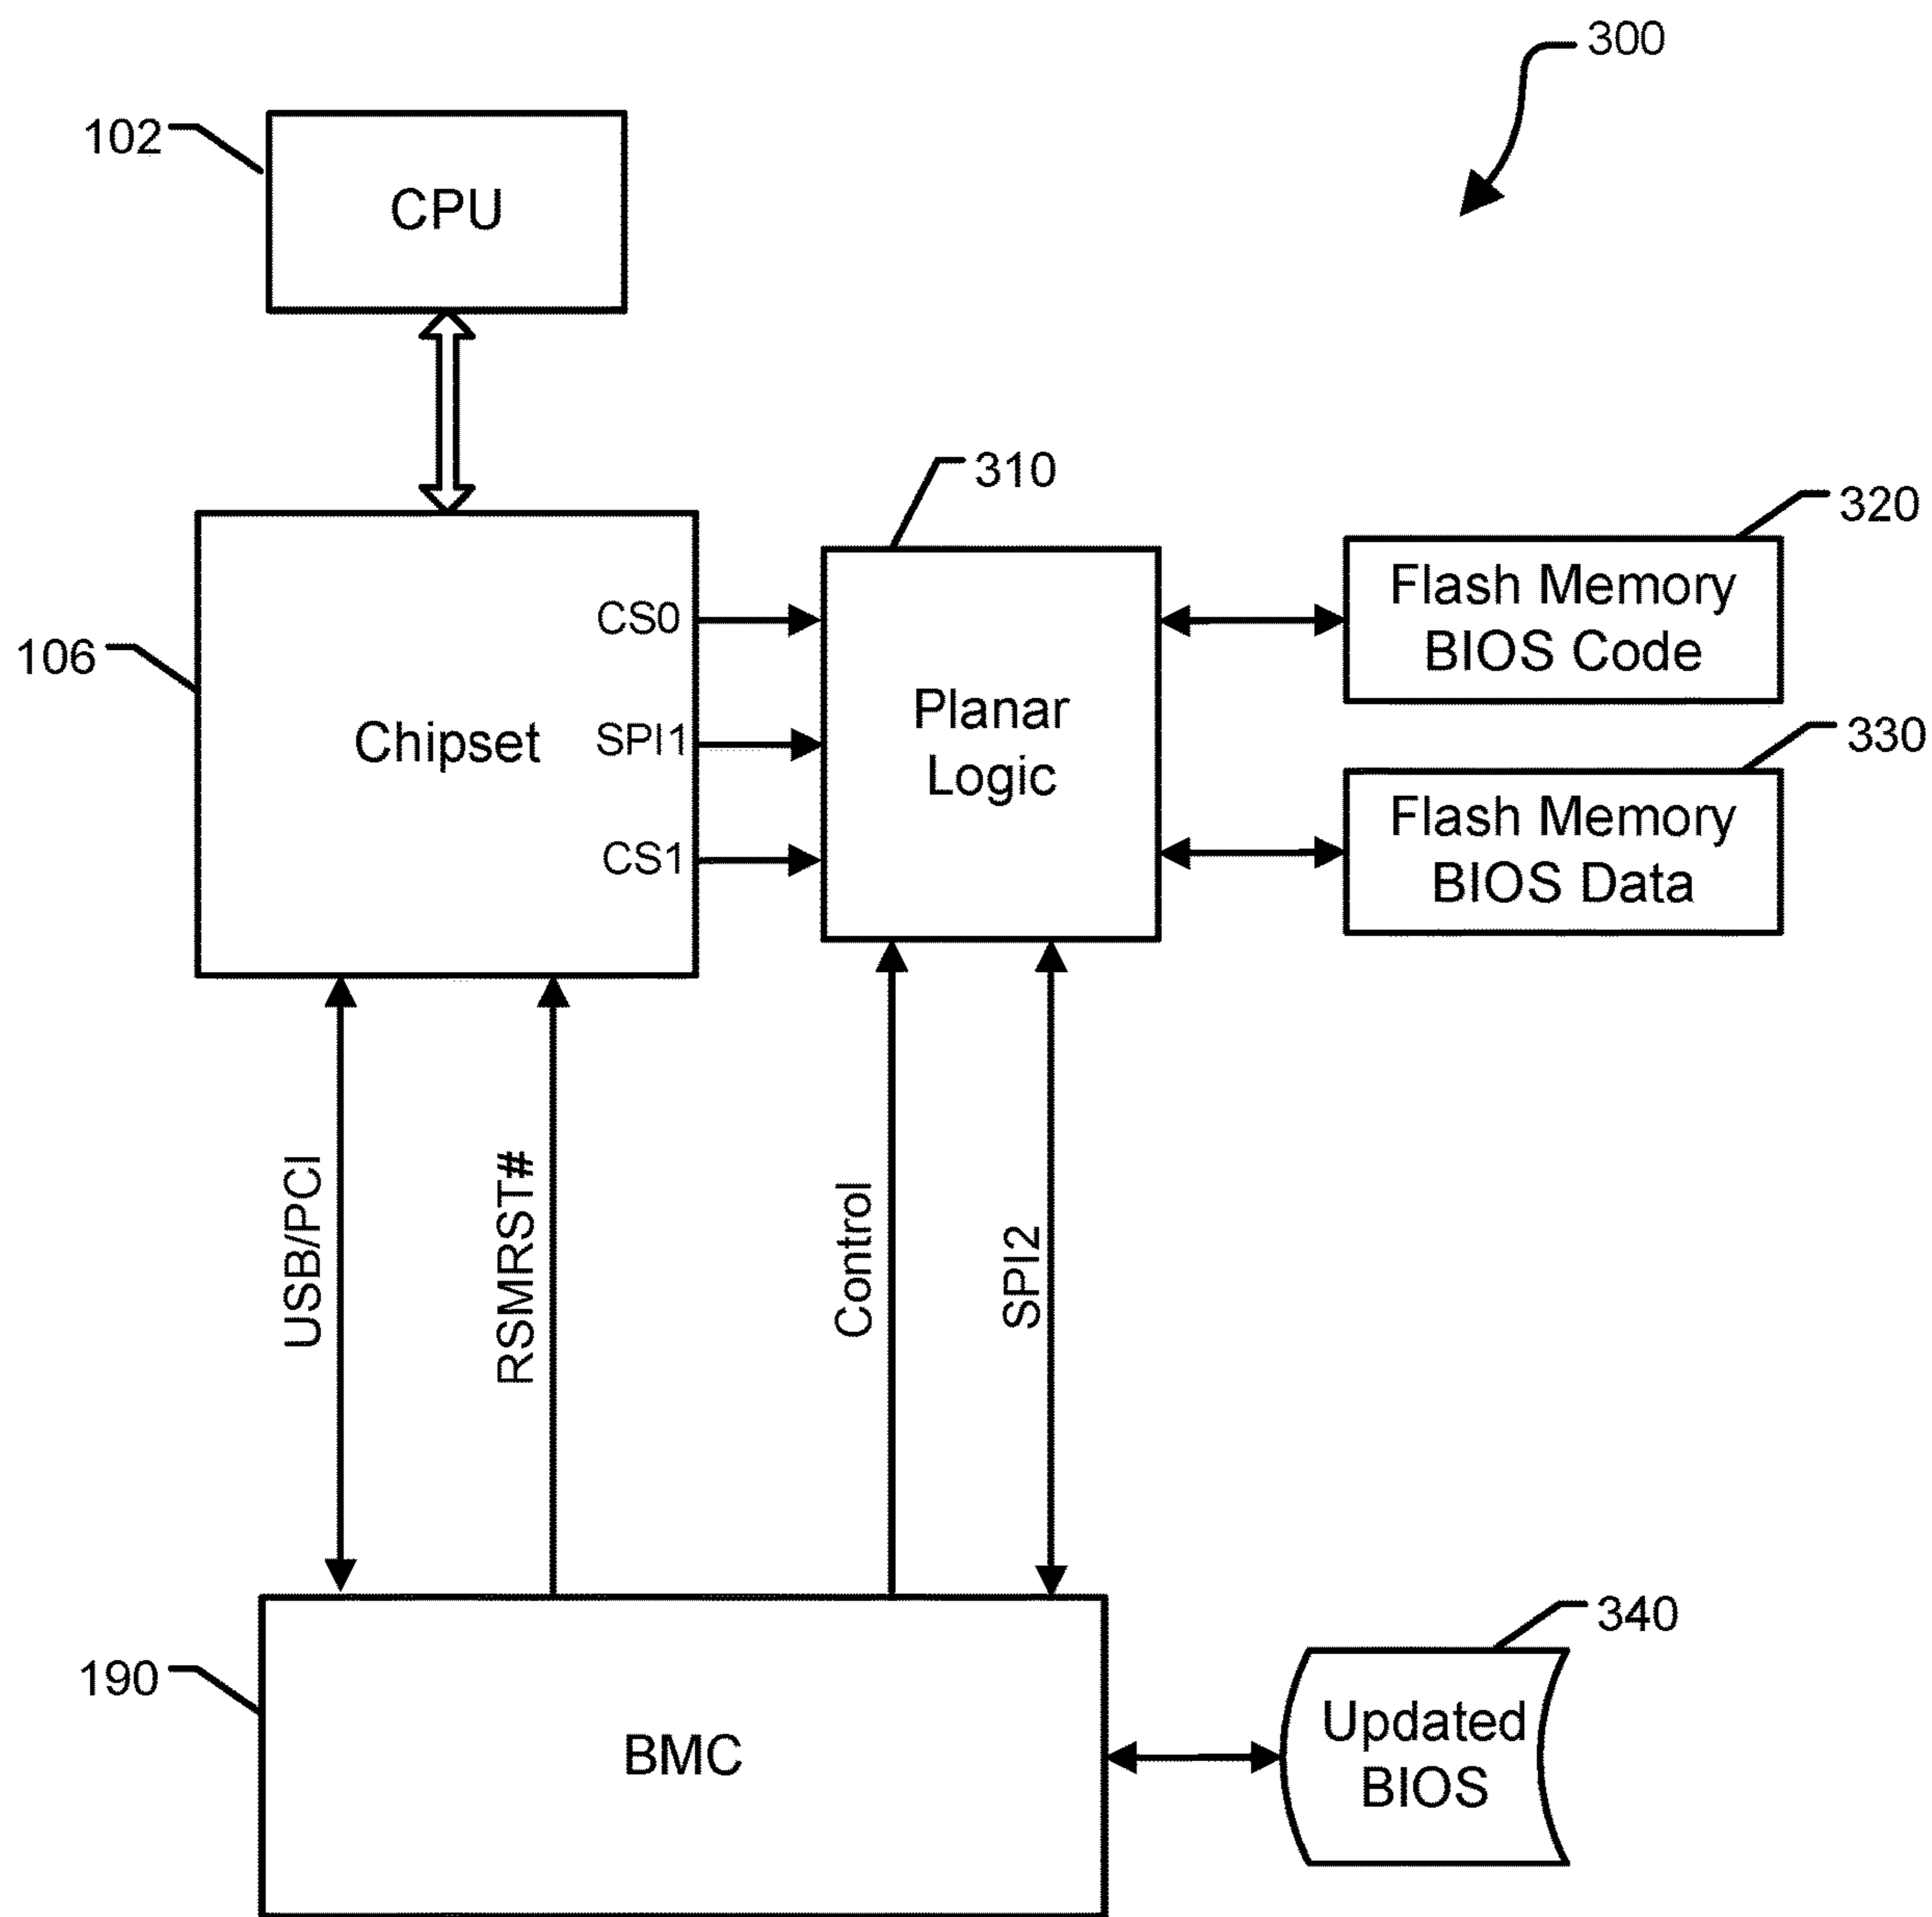 300
102
CPU
310
320
Flash Memory
BIOS Code
CS0
106
Chipset
SPI1
Planar
Logic
330
Flash Memory
BIOS Data
CS1
USB/PCI
RSMRST#
Control
SPI2
340
190
BMC
Updated
BIOS